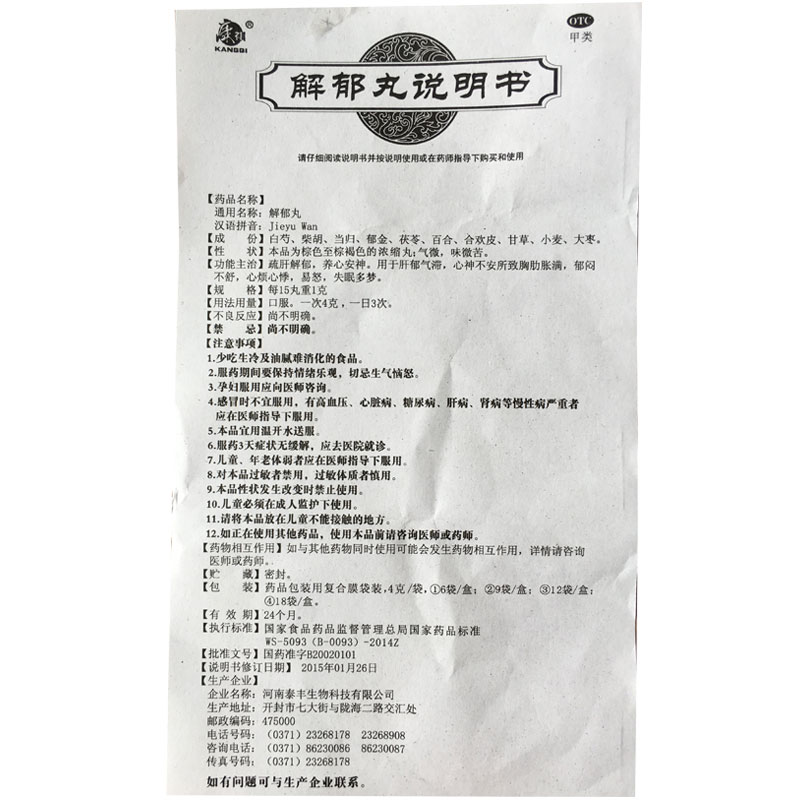 康祺®
KANGQI
OTC
甲类
解郁丸说明书
请仔细阅读说明书并按说明使用或在药师指导下购买和使用
【药品名称】
通用名称：解郁丸
汉语拼音：Jieyu Wan
【成　份】白芍、柴胡、当归、郁金、茯苓、百合、合欢皮、甘草、小麦、大枣。
【性　状】本品为棕色至棕褐色的浓缩丸；气微，味微苦。
【功能主治】疏肝解郁，养心安神。用于肝郁气滞，心神不安所致胸肋胀满，郁闷
不舒，心烦心悸，易怒，失眠多梦。
【规　格】每15丸重1克
【用法用量】口服。一次4克，一日3次。
【不良反应】尚不明确。
【禁　忌】尚不明确。
【注意事项】
1.少吃生冷及油腻难消化的食品。
2.服药期间要保持情绪乐观，切忌生气恼怒。
3.孕妇服用应向医师咨询。
4.感冒时不宜服用，有高血压、心脏病、糖尿病、肝病、肾病等慢性病严重者
应在医师指导下服用。
5.本品宜用温开水送服。
6.服药3天症状无缓解，应去医院就诊。
7.儿童、年老体弱者应在医师指导下服用。
8.对本品过敏者禁用，过敏体质者慎用。
9.本品性状发生改变时禁止使用。
10.儿童必须在成人监护下使用。
11.请将本品放在儿童不能接触的地方。
12.如正在使用其他药品，使用本品前请咨询医师或药师。
【药物相互作用】如与其他药物同时使用可能会发生药物相互作用，详情请咨询
医师或药师。
【贮　藏】密封。
【包　装】药品包装用复合膜袋装，4克/袋，①6袋/盒；②9袋/盒；③12袋/盒；
④18袋/盒。
【有 效 期】24个月。
【执行标准】国家食品药品监督管理总局国家药品标准
WS-5093（B-0093）-2014Z
【批准文号】国药准字B20020101
【说明书修订日期】 2015年01月26日
【生产企业】
企业名称：河南泰丰生物科技有限公司
生产地址：开封市七大街与陇海二路交汇处
邮政编码：475000
电话号码：（0371）23268178 23268908
咨询电话：（0371）86230086 86230087
传真号码：（0371）23268178
如有问题可与生产企业联系。